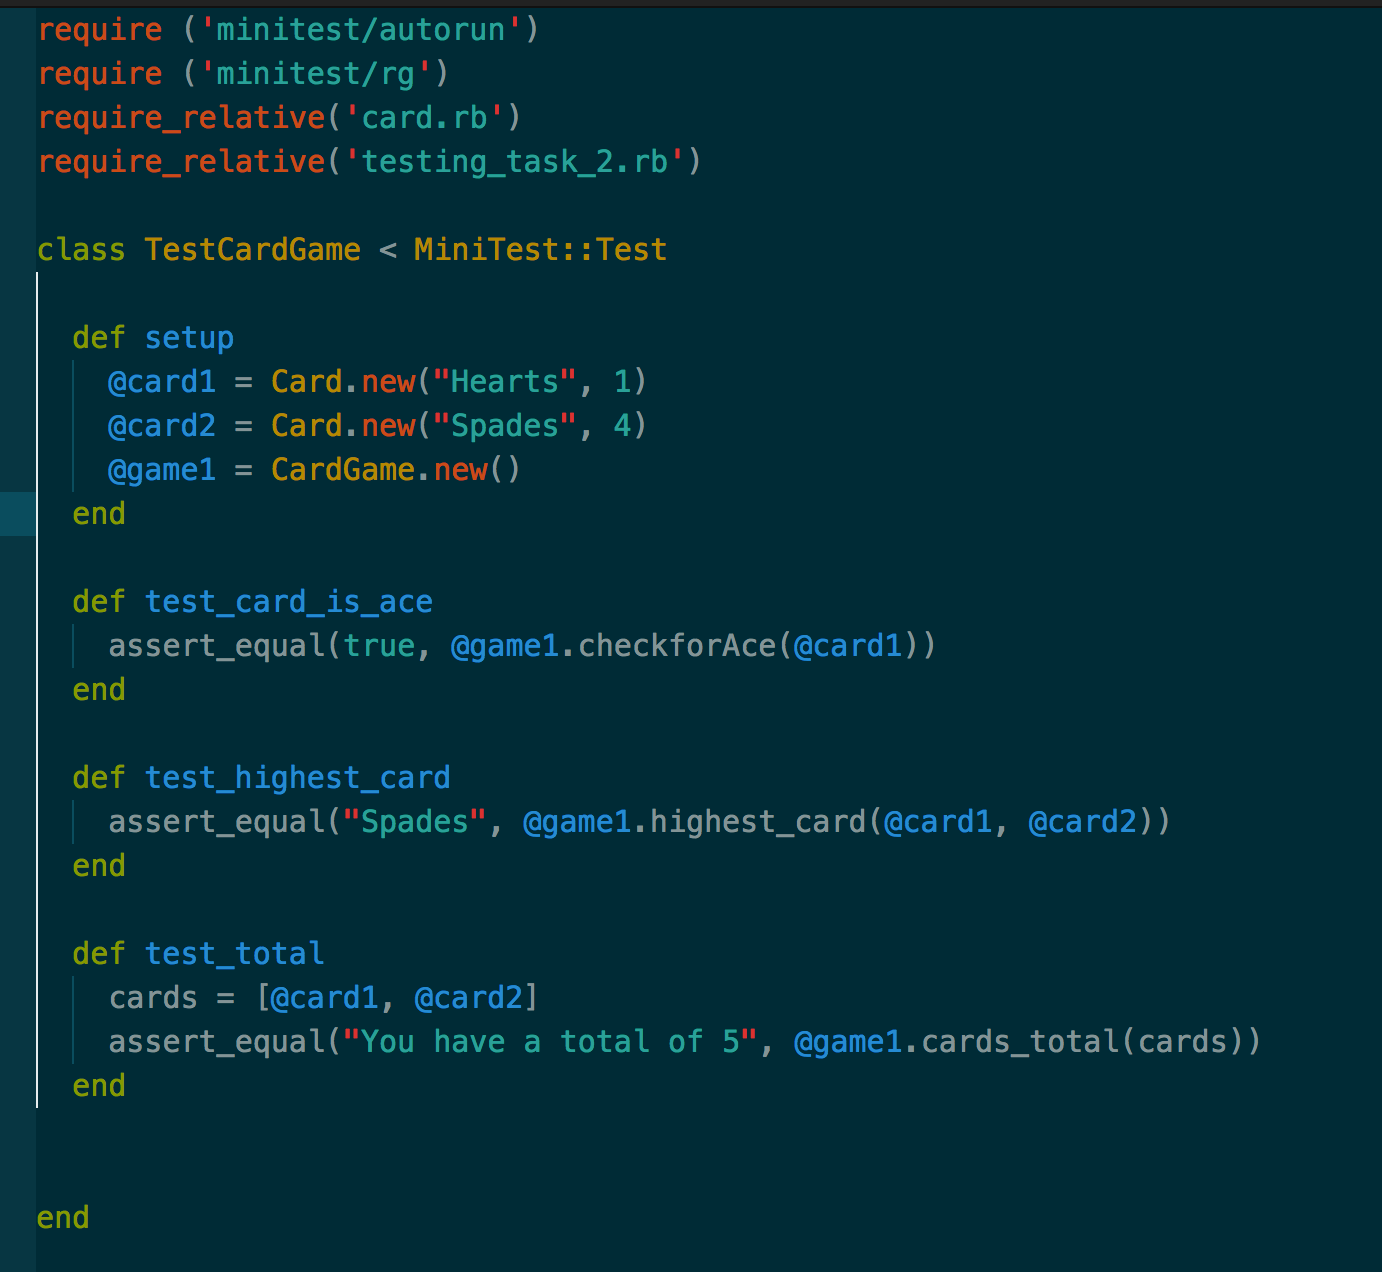 require ('minitest/autorun')
require ('minitest/rg')
require_relative('card.rb')
require_relative('testing_task_2.rb')

class TestCardGame < MiniTest::Test

  def setup
    @card1 = Card.new("Hearts", 1)
    @card2 = Card.new("Spades", 4)
    @game1 = CardGame.new()
  end

  def test_card_is_ace
    assert_equal(true, @game1.checkforAce(@card1))
  end

  def test_highest_card
    assert_equal("Spades", @game1.highest_card(@card1, @card2))
  end

  def test_total
    cards = [@card1, @card2]
    assert_equal("You have a total of 5", @game1.cards_total(cards))
  end


end